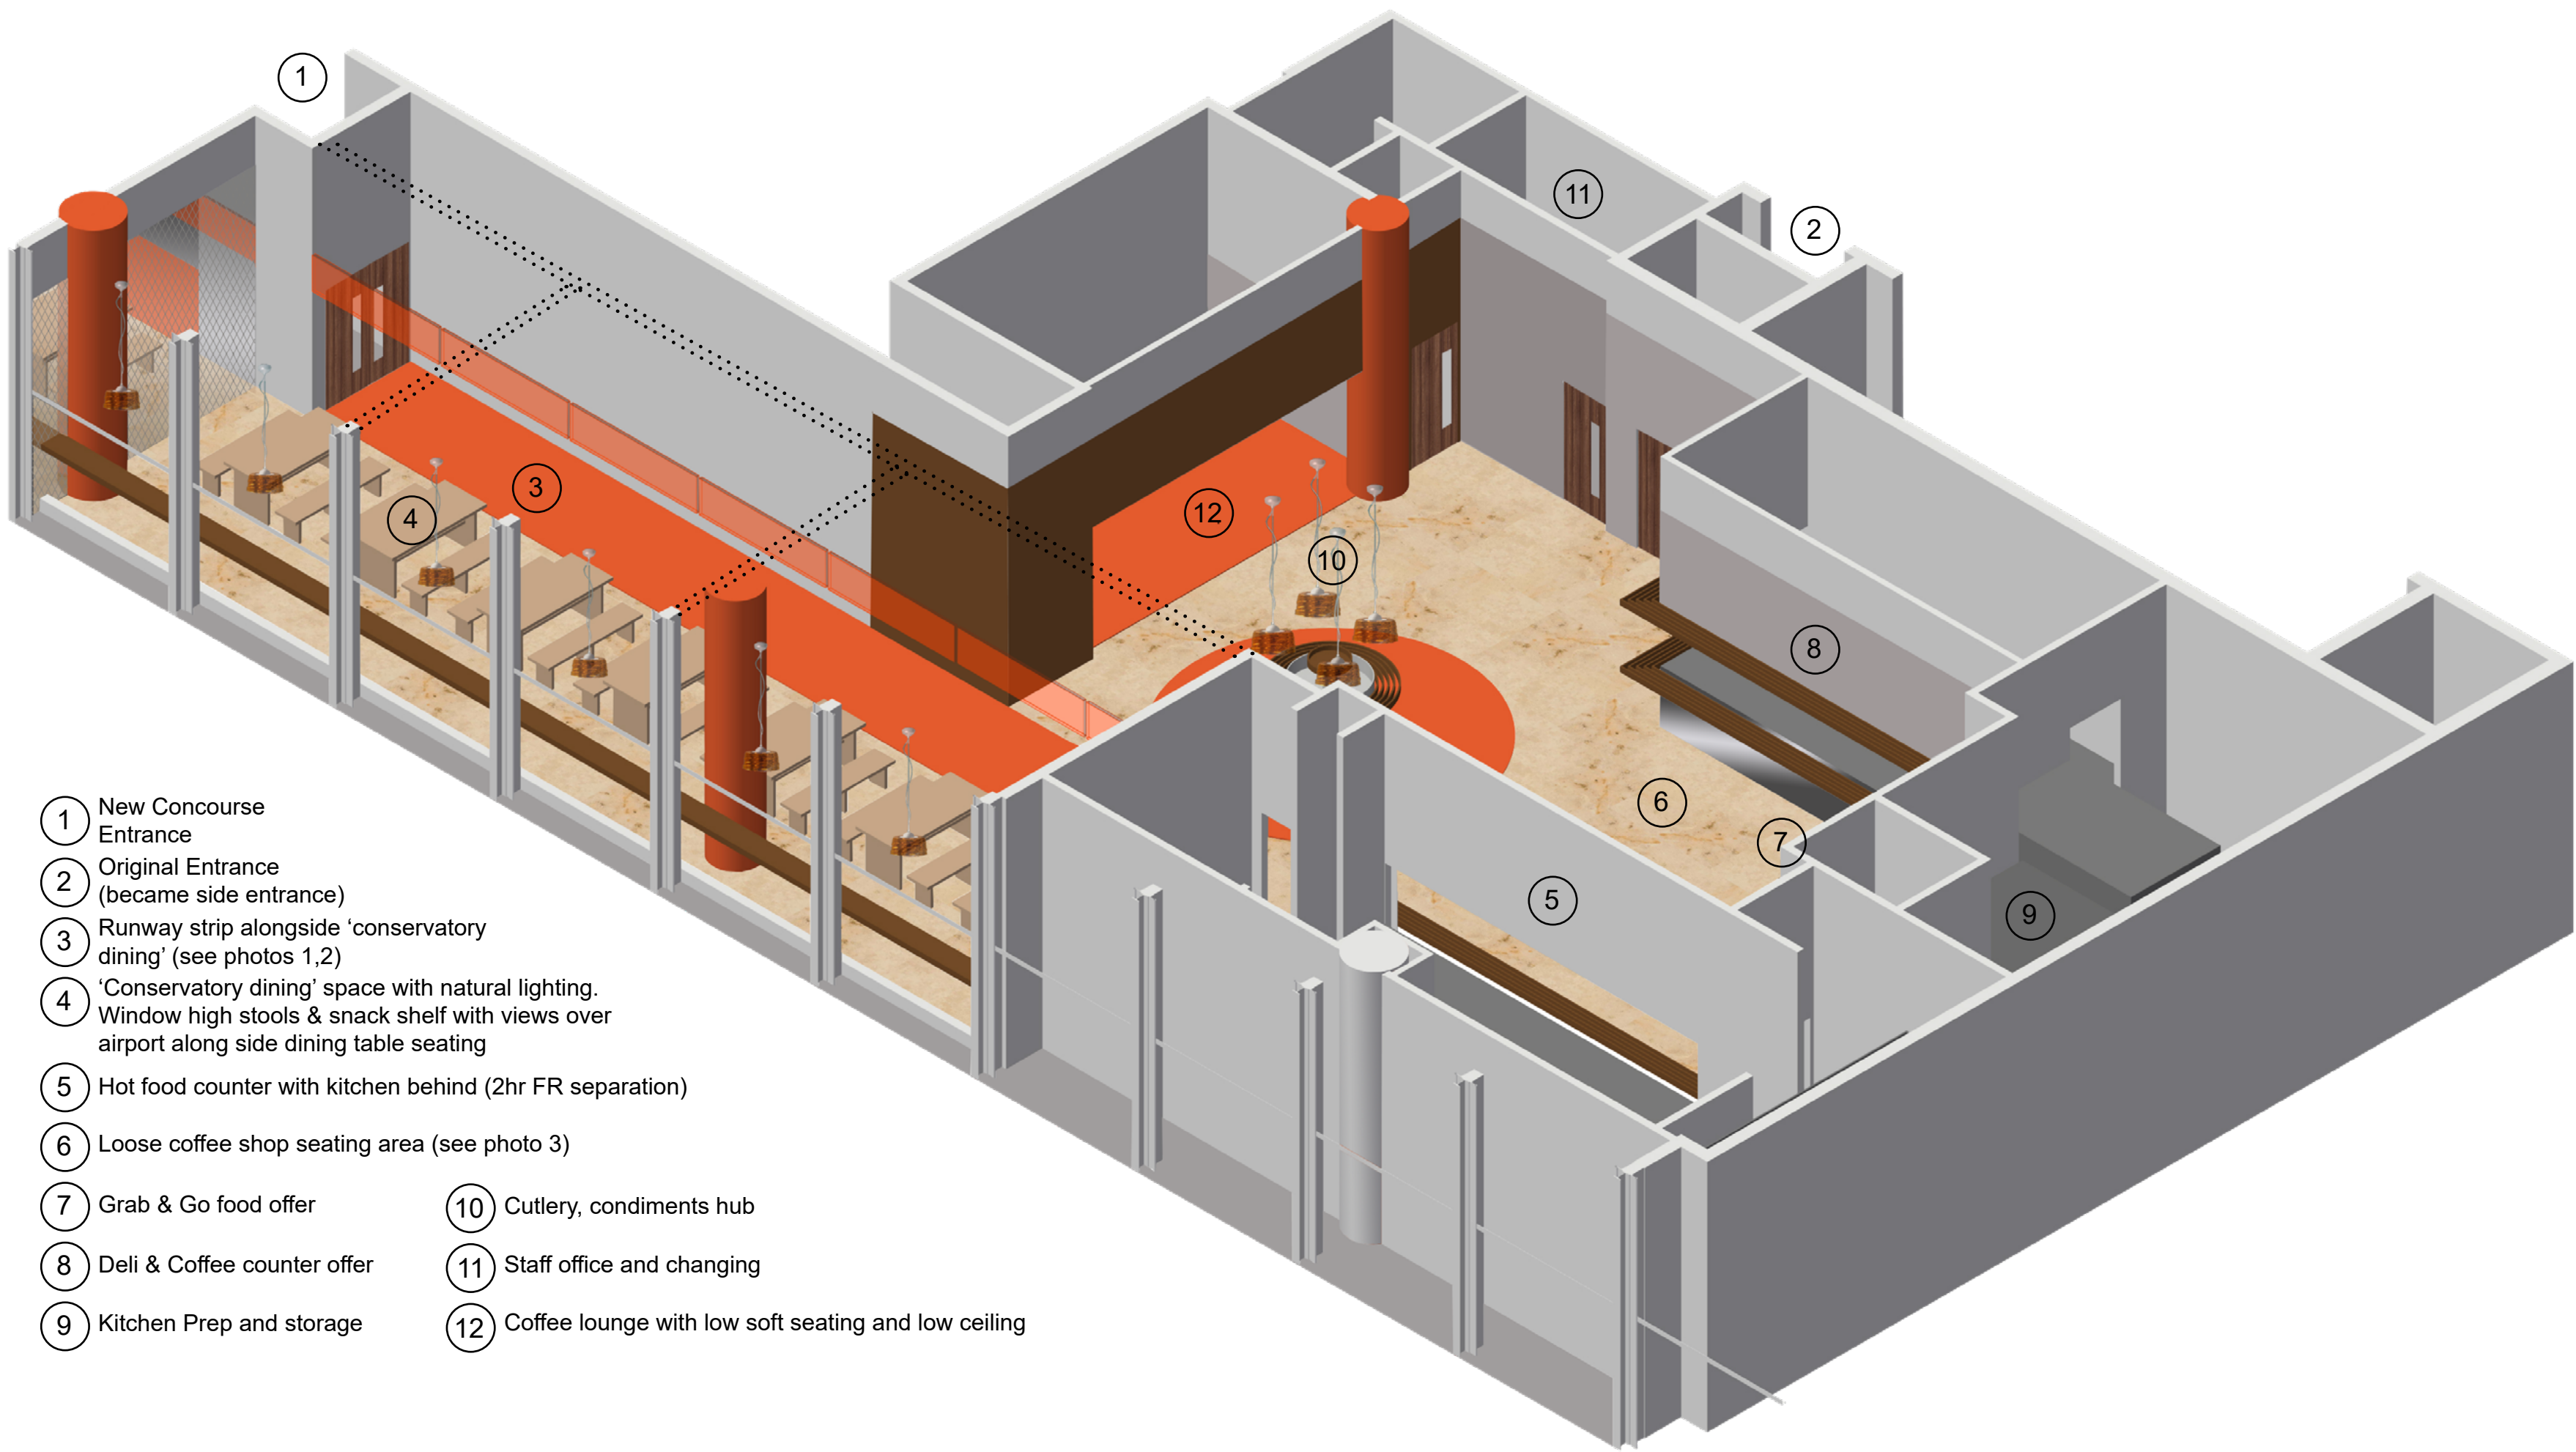 1
2
11
3
4
12
10
8
6
7
5
9
1 New Concourse
Entrance
2 Original Entrance
(became side entrance)
3 Runway strip alongside ‘conservatory
dining’ (see photos 1,2)
4 ‘Conservatory dining’ space with natural lighting.
Window high stools & snack shelf with views over
airport along side dining table seating
5 Hot food counter with kitchen behind (2hr FR separation)
6 Loose coffee shop seating area (see photo 3)
7 Grab & Go food offer
8 Deli & Coffee counter offer
9 Kitchen Prep and storage
10 Cutlery, condiments hub
11 Staff office and changing
12 Coffee lounge with low soft seating and low ceiling